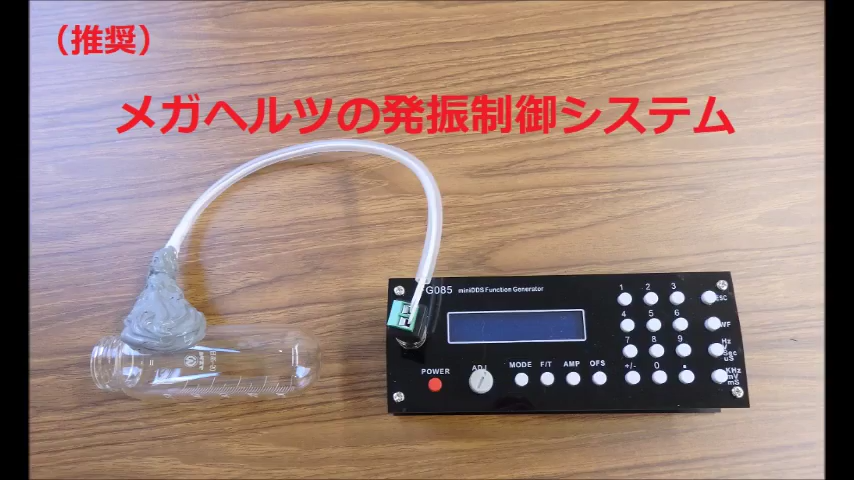 （推奨）
メガヘルツの発振制御システム
FG085 miniDDS Function Generator
1 2 3
ESC
4 5 6
WF
7 8 9
Hz
V
Sec
uS
+/- 0 •
KHz
mV
mS
POWER ADJ MODE F/T AMP OFS